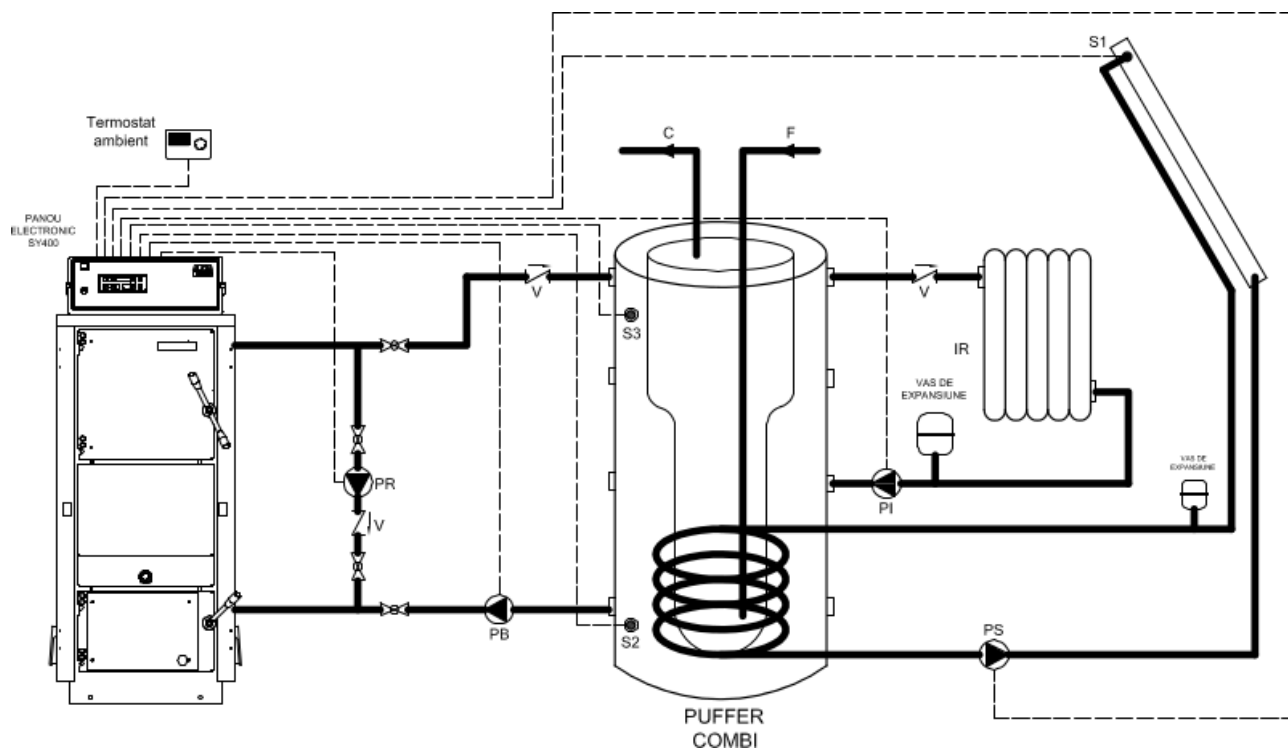 S1
Termostat
ambient
C
F
PANOU
ELECTRONIC
SY400
V
V
S3
IR
VAS DE
EXPANSIUNE
VAS DE
EXPANSIUNE
PR
PI
V
PB
S2
PS
PUFFER
COMBI